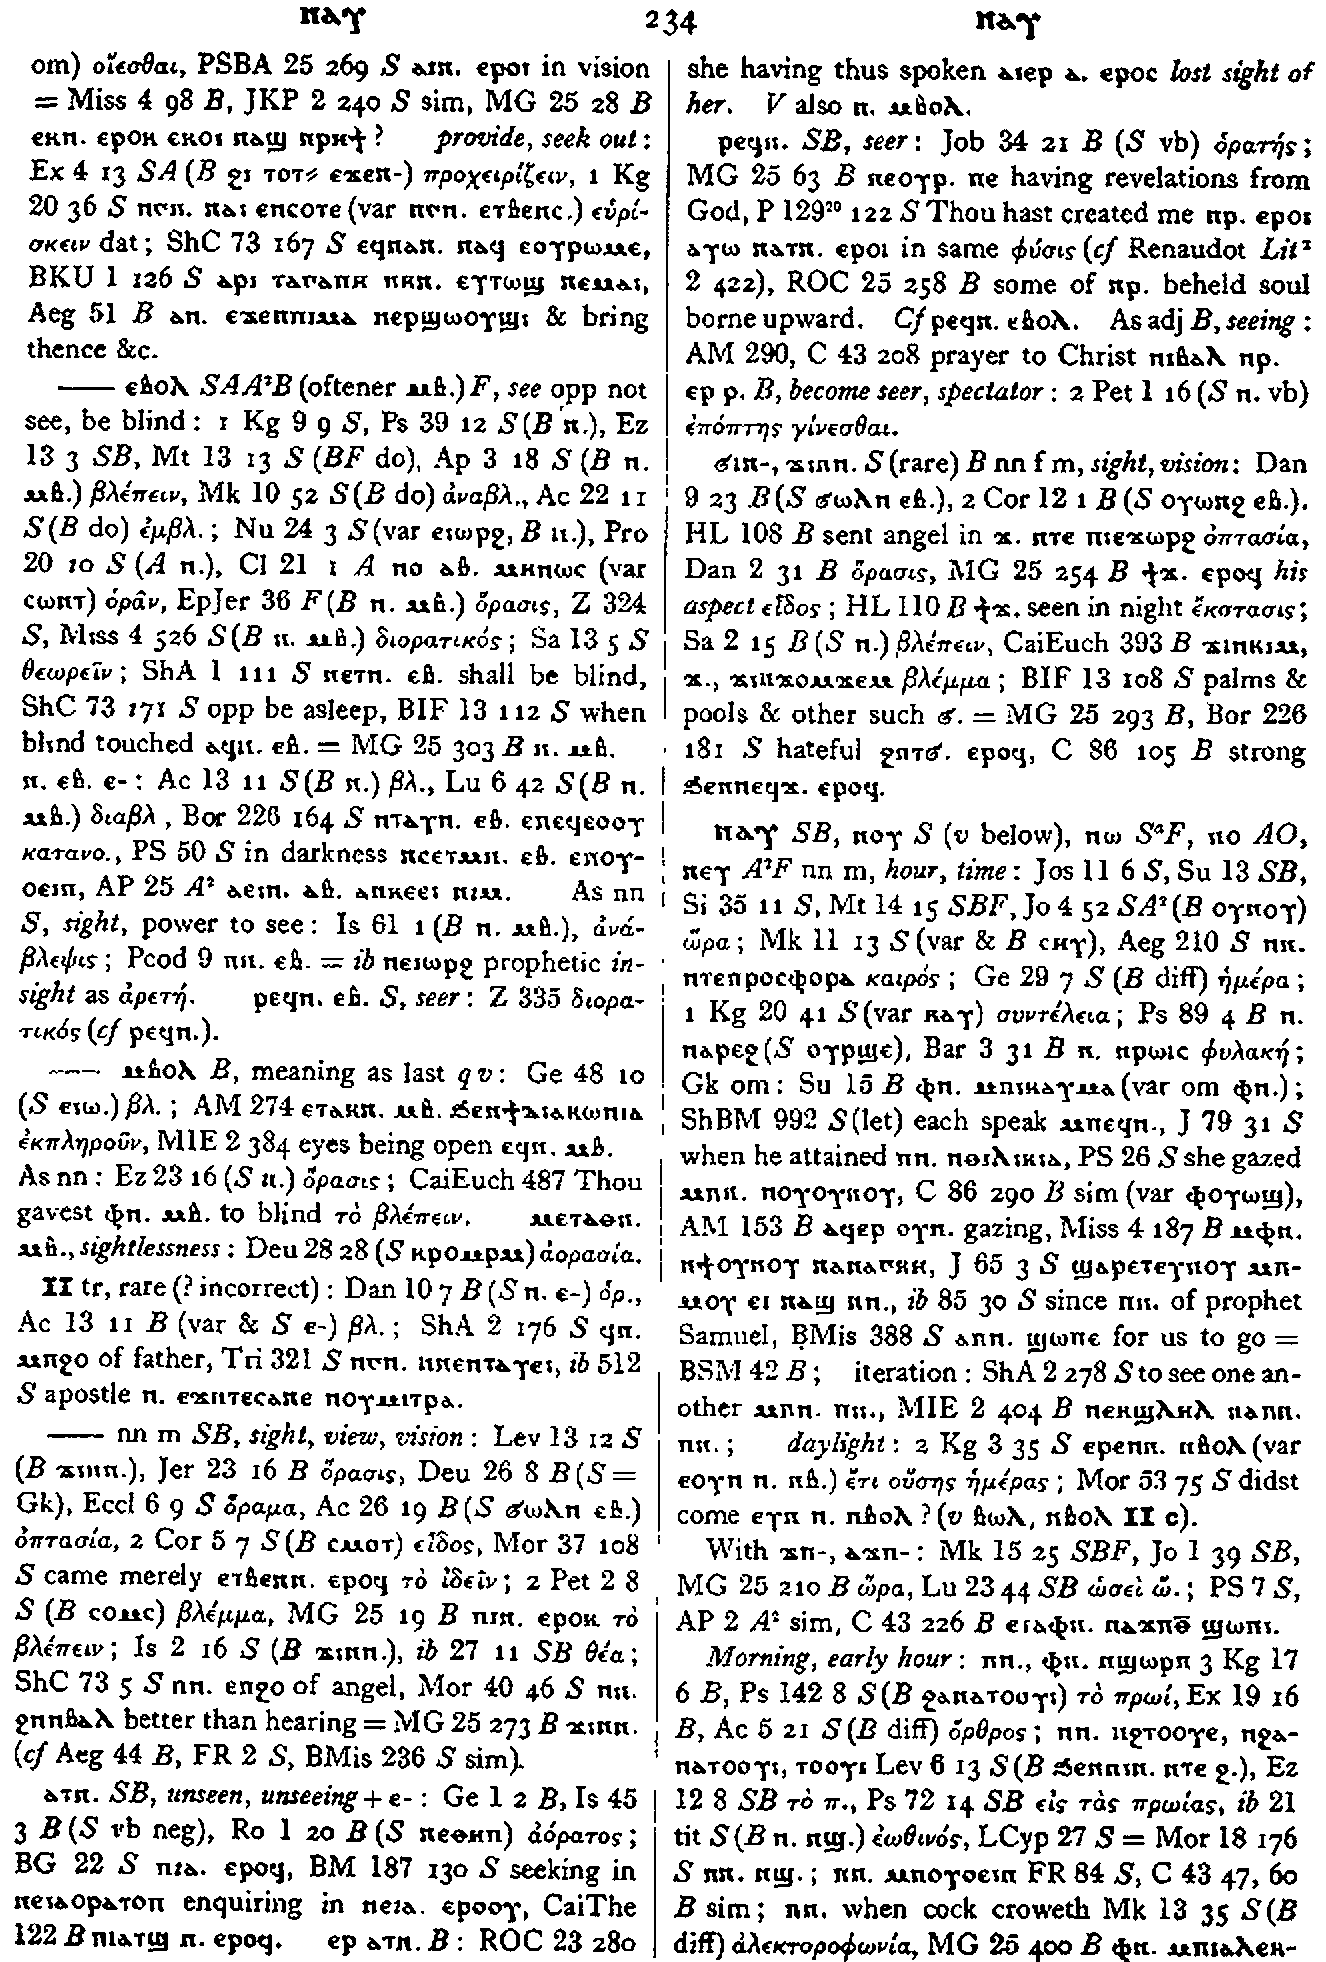 ⲛⲁⲩ 234 ⲛⲁⲩ
om) οἴεσθαι, PSBA 25 269 S ⲁⲓⲛ. ⲉⲣⲟⲓ in vision
= Miss 4 98 B, JKP 2 240 S sim, MG 25 28 B
ⲉⲕⲛ. ⲉⲣⲟⲕ ⲉⲕⲟⲓ ⲛⲁϣ ⲛⲣⲏϯ? provide, seek out:
Ex 4 13 SA (B ϩⲓ ⲧⲟⲧ⸗ ⲉϫⲉⲛ-) προχειρίζειν, 1 Kg
20 36 S ⲛⲅⲛ. ⲛⲁⲓ ⲉⲛⲥⲟⲧⲉ (var ⲛⲅⲛ. ⲉⲧⲃⲉⲛⲥ.) εὑρί-
σκειν dat; ShC 73 167 S ⲉϥⲛⲁⲛ. ⲛⲁϥ ⲉⲟⲩⲣⲱⲙⲉ,
BKU 1 126 S ⲁⲣⲓ ⲧⲁⲅⲁⲡⲏ ⲛⲕⲛ. ⲉⲩⲧⲱϣ ⲛⲉⲙⲁⲓ,
Aeg 51 B ⲁⲛ. ⲉϫⲉⲛⲡⲓⲙⲁ ⲛⲉⲣϣⲱⲟⲩϣⲓ & bring
thence &c.
—— ⲉⲃⲟⲗ SAA²B (oftener ⲙⲃ.) F, see opp not
see, be blind: 1 Kg 9 9 S, Ps 39 12 S (B ⲛ.), Ez
13 3 SB, Mt 13 13 S (BF do), Ap 3 18 S (B ⲛ.
ⲙⲃ.) βλέπειν, Mk 10 52 S (B do) ἀναβλ., Ac 22 11
S (B do) ἐμβλ.; Nu 24 3 S (var ⲉⲓⲱⲣϩ, B ⲛ.), Pro
20 10 S (A ⲛ.), Cl 21 1 A ⲛⲟ ⲁⲃ. ⲙⲏⲡⲱⲥ (var
ⲥⲱⲛⲧ) ὁρᾶν, EpJer 36 F (B ⲛ. ⲙⲃ.) ὅρασις, Z 324
S, Miss 4 526 S (B ⲛ. ⲙⲃ.) διορατικός; Sa 13 5 S
θεωρεῖν; ShA 1 111 S ⲡⲉⲧⲛ. ⲉⲃ. shall be blind,
ShC 73 171 S opp be asleep, BIF 13 112 S when
blind touched ⲁϥⲛ. ⲉⲃ. = MG 25 303 B ⲛ. ⲙⲃ.
ⲛ. ⲉⲃ. ⲉ-: Ac 13 11 S (B ⲛ.) βλ., Lu 6 42 S (B ⲛ.
ⲙⲃ.) διαβλ, Bor 226 164 S ⲛⲧⲁⲩⲛ. ⲉⲃ. ⲉⲡⲉϥⲉⲟⲟⲩ
κατανο., PS 50 S in darkness ⲛⲥⲉⲧⲙⲛ. ⲉⲃ. ⲉⲡⲟⲩ-
ⲟⲉⲓⲛ, AP 25 A² ⲁⲉⲓⲛ. ⲁⲃ. ⲁⲡⲕⲉⲉⲓ ⲛⲓⲙ. As nn
S, sight, power to see: Is 61 1 (B ⲛ. ⲙⲃ.), ἀνά-
βλεψις; Pcod 9 ⲡⲛ. ⲉⲃ. = ib ⲡⲉⲓⲱⲣϩ prophetic in-
sight as ἀρετή. ⲣⲉϥⲛ. ⲉⲃ. S, seer: Z 335 διορα-
τικός (cf ⲣⲉϥⲛ.).
—— ⲙⲃⲟⲗ B, meaning as last q v: Ge 48 10
(S ⲉⲓⲱ.) βλ.; AM 274 ⲉⲧⲁⲕⲛ. ⲙⲃ. ϧⲉⲛϯⲇⲓⲁⲕⲱⲛⲓⲁ
ἐκπληροῦν, MIE 2 384 eyes being open ⲉϥⲛ. ⲙⲃ.
As nn: Ez 23 16 (S ⲛ.) ὅρασις; CaiEuch 487 Thou
gavest ⲫⲛ. ⲙⲃ. to blind τὸ βλέπειν. ⲙⲉⲧⲁⲑⲛ.
ⲙⲃ., sightlessness: Deu 28 28 (S ⲕⲣⲟⲙⲣⲙ) ἀορασία.
II tr, rare (? incorrect): Dan 10 7 B (S ⲛ. ⲉ-) ὁρ.,
Ac 13 11 B (var & S ⲉ-) βλ.; ShA 2 176 S ϥⲛ.
ⲙⲡϩⲟ of father, Tri 321 S ⲛⲅⲛ. ⲛⲛⲉⲛⲧⲁⲩⲉⲓ, ib 512
S apostle ⲛ. ⲉϫⲛⲧⲉⲥⲁⲡⲉ ⲛⲟⲩⲙⲓⲧⲣⲁ.
—— nn m SB, sight, view, vision: Lev 13 12 S
(B ϫⲓⲛⲛ.), Jer 23 16 B ὅρασις, Deu 26 8 B (S =
Gk), Eccl 6 9 S ὅραμα, Ac 26 19 B (S ϭⲱⲗⲡ ⲉⲃ.)
ὀπτασία, 2 Cor 5 7 S (B ⲥⲙⲟⲧ) εἶδος, Mor 37 108
S came merely ⲉⲧⲃⲉⲡⲛ. ⲉⲣⲟϥ τὸ ἰδεῖν; 2 Pet 2 8
S (B ⲥⲟⲙⲥ) βλέμμα, MG 25 19 B ⲡⲓⲛ. ⲉⲣⲟⲕ τὸ
βλέπειν; Is 2 16 S (B ϫⲓⲛⲛ.), ib 27 11 SB θέα;
ShC 73 5 S ⲡⲛ. ⲉⲡϩⲟ of angel, Mor 40 46 S ⲡⲛ.
ϩⲛⲛⲃⲁⲗ better than hearing = MG 25 273 B ϫⲓⲛⲛ.
(cf Aeg 44 B, FR 2 S, BMis 236 S sim).
ⲁⲧⲛ. SB, unseen, unseeing + ⲉ-: Ge 1 2 B, Is 45
3 B (S vb neg), Ro 1 20 B (S ⲡⲉⲑⲏⲡ) ἀόρατος;
BG 22 S ⲡⲓⲁ. ⲉⲣⲟϥ, BM 187 130 S seeking in
ⲛⲉⲓⲁⲟⲣⲁⲧⲟⲛ enquiring in ⲛⲉⲓⲁ. ⲉⲣⲟⲟⲩ, CaiThe
122 B ⲡⲓⲁⲧϣ ⲛ. ⲉⲣⲟϥ. ⲉⲣ ⲁⲧⲛ. B: ROC 23 280
she having thus spoken ⲁⲓⲉⲣ ⲁ. ⲉⲣⲟⲥ lost sight of
her. V also ⲛ. ⲙⲃⲟⲗ.
ⲣⲉϥⲛ. SB, seer: Job 34 21 B (S vb) ὁρατής;
MG 25 63 B ⲛⲉⲟⲩⲣ. ⲡⲉ having revelations from
God, P 129²⁰ 122 S Thou hast created me ⲛⲣ. ⲉⲣⲟⲓ
ⲁⲩⲱ ⲛⲁⲧⲛ. ⲉⲣⲟⲓ in same φύσις (cf Renaudot Lit²
2 422), ROC 25 258 B some of ⲛⲣ. beheld soul
borne upward. Cf ⲣⲉϥⲛ. ⲉⲃⲟⲗ. As adj B, seeing:
AM 290, C 43 208 prayer to Christ ⲡⲓⲃⲁⲗ ⲛⲣ.
ⲉⲣ ⲣ. B, become seer, spectator: 2 Pet 1 16 (S ⲛ. vb)
ἐπόπτης γίνεσθαι.
ϭⲓⲛ-, ϫⲓⲛⲛ. S (rare) B nn f m, sight, vision: Dan
9 23 B (S ϭⲱⲗⲡ ⲉⲃ.), 2 Cor 12 1 B (S ⲟⲩⲱⲛϩ ⲉⲃ.).
HL 108 B sent angel in ϫ. ⲛⲧⲉ ⲡⲓⲉϫⲱⲣϩ ὀπτασία,
Dan 2 31 B ὅρασις, MG 25 254 B ϯϫ. ⲉⲣⲟϥ his
aspect εἶδος; HL 110 B ϯϫ. seen in night ἔκστασις;
Sa 2 15 B (S ⲛ.) βλέπειν, CaiEuch 393 B ϫⲓⲛⲕⲓⲙ,
ϫ., ϫⲓⲛϫⲟⲙϫⲉⲙ βλέμμα; BIF 13 108 S palms &
pools & other such ϭ. = MG 25 293 B, Bor 226
181 S hateful ϩⲛⲧϭ. ⲉⲣⲟϥ, C 86 105 B strong
ϧⲉⲛⲡⲉϥϫ. ⲉⲣⲟϥ.
ⲛⲁⲩ SB, ⲛⲟⲩ S (v below), ⲛⲱ SᵃF, ⲛⲟ AO,
ⲛⲉⲩ A²F nn m, hour, time: Jos 11 6 S, Su 13 SB,
Si 35 11 S, Mt 14 15 SBF, Jo 4 52 SA² (B ⲟⲩⲛⲟⲩ)
ὥρα; Mk 11 13 S (var & B ⲥⲏⲩ), Aeg 210 S ⲡⲛ.
ⲛⲧⲉⲡⲣⲟⲥⲫⲟⲣⲁ καιρός; Ge 29 7 S (B diff) ἡμέρα;
1 Kg 20 41 S (var ⲕⲁⲩ) συντέλεια; Ps 89 4 B ⲛ.
ⲛⲁⲣⲉϩ (S ⲟⲩⲣϣⲉ), Bar 3 31 B ⲛ. ⲛⲣⲱⲓⲥ φυλακή;
Gk om: Su 15 B ⲫⲛ. ⲙⲡⲓⲕⲁⲩⲙⲁ (var om ⲫⲛ.);
ShBM 992 S (let) each speak ⲙⲡⲉϥⲛ., J 79 31 S
when he attained ⲡⲛ. ⲛⲑⲓⲗⲓⲕⲓⲁ, PS 26 S she gazed
ⲙⲡⲛ. ⲛⲟⲩⲟⲩⲛⲟⲩ, C 86 290 B sim (var ⲫⲟⲩⲱϣ),
AM 153 B ⲁϥⲉⲣ ⲟⲩⲛ. gazing, Miss 4 187 B ⲙⲫⲛ.
ⲛϯⲟⲩⲛⲟⲩ ⲛⲁⲛⲁⲅⲕⲏ, J 65 3 S ϣⲁⲣⲉⲧⲉⲩⲛⲟⲩ ⲙⲡ-
ⲙⲟⲩ ⲉⲓ ⲛⲁϣ ⲛⲛ., ib 85 30 S since ⲡⲛ. of prophet
Samuel, BMis 388 S ⲁⲡⲛ. ϣⲱⲡⲉ for us to go =
BSM 42 B; iteration: ShA 2 278 S to see one an-
other ⲙⲡⲛ. ⲡⲛ., MIE 2 404 B ⲡⲉⲕϣⲗⲏⲗ ⲛⲁⲡⲛ.
ⲡⲛ.; daylight: 2 Kg 3 35 S ⲉⲣⲉⲡⲛ. ⲛⲃⲟⲗ (var
ⲉⲟⲩⲛ ⲛ. ⲛⲃ.) ἔτι οὔσης ἡμέρας; Mor 53 75 S didst
come ⲉⲩⲛ ⲛ. ⲛⲃⲟⲗ? (v ⲃⲱⲗ, ⲛⲃⲟⲗ II c).
With ϫⲛ-, ⲁϫⲛ-: Mk 15 25 SBF, Jo 1 39 SB,
MG 25 210 B ὥρα, Lu 23 44 SB ὡσεὶ ὥ.; PS 7 S,
AP 2 A² sim, C 43 226 B ⲉⲓⲁⲫⲛ. ⲛⲁϫⲡⲑ̅ ϣⲱⲡⲓ.
Morning, early hour: ⲡⲛ., ⲫⲛ. ⲛϣⲱⲣⲡ 3 Kg 17
6 B, Ps 142 8 S (B ϩⲁⲛⲁⲧⲟⲟⲩⲓ) τὸ πρωί, Ex 19 16
B, Ac 5 21 S (B diff) ὄρθρος; ⲡⲛ. ⲛϩⲧⲟⲟⲩⲉ, ⲛϩⲁ-
ⲛⲁⲧⲟⲟⲩⲓ, ⲧⲟⲟⲩⲓ Lev 6 13 S (B ϧⲉⲛⲡⲓⲛ. ⲛⲧⲉ ϩ.), Ez
12 8 SB τὸ π., Ps 72 14 SB εἰς τὰς πρωίας, ib 21
tit S (B ⲛ. ⲛϣ.) ἑωθινός, LCyp 27 S = Mor 18 176
S ⲡⲛ. ⲛϣ.; ⲡⲛ. ⲙⲡⲟⲩⲟⲉⲓⲛ FR 84 S, C 43 47, 60
B sim; ⲡⲛ. when cock croweth Mk 13 35 S (B
diff) ἀλεκτοροφωνία, MG 25 400 B ⲫⲛ. ⲙⲡⲓⲁⲗⲉⲕ-